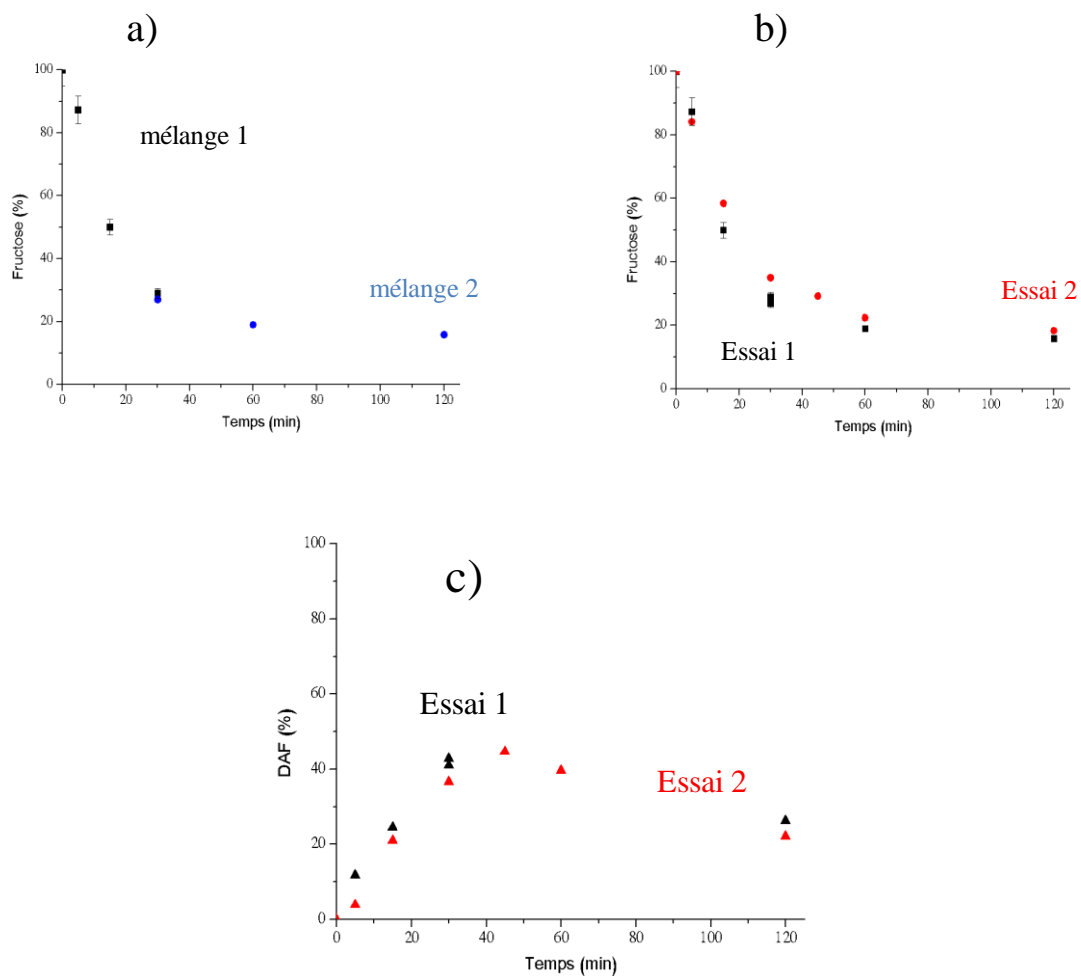 a)
100
80
60
40
20
0
Fructose (%)
mélange 1
mélange 2
0 20 40 60 80 100 120
Temps (min)
b)
100
80
60
40
20
0
Fructose (%)
Essai 2
Essai 1
0 20 40 60 80 100 120
Temps (min)
c)
100
80
60
40
20
0
DAF (%)
Essai 1
Essai 2
0 20 40 60 80 100 120
Temps (min)